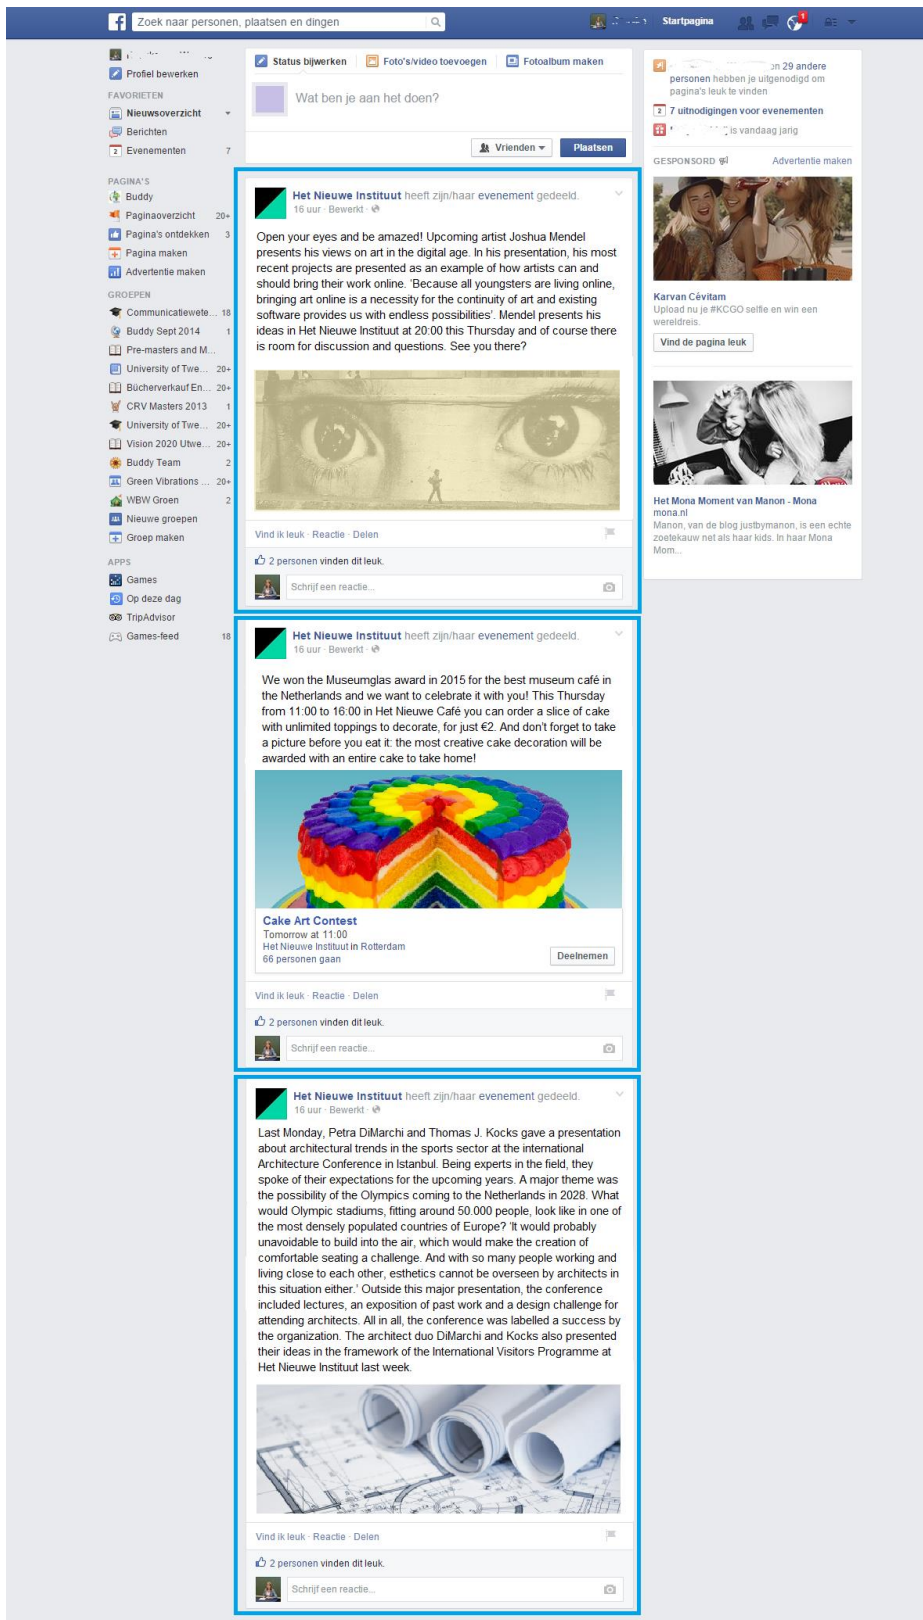 Zoek naar personen, plaatsen en dingen
Startpagina
1
Profiel bewerken
FAVORIETEN
Nieuwsoverzicht
Berichten
Evenementen 7
PAGINA'S
Buddy
Paginaoverzicht 20+
Pagina's ontdekken 3
Pagina maken
Advertentie maken
GROEPEN
Communicatiewete... 18
Buddy Sept 2014 1
Pre-masters and M...
University of Twe... 20+
Bücherverkauf En... 20+
CRV Masters 2013 1
University of Twe... 20+
Vision 2020 Utwe... 20+
Buddy Team 2
Green Vibrations ... 20+
WBW Groen 2
Nieuwe groepen
Groep maken
APPS
Games
Op deze dag
TripAdvisor
Games-feed 18
Status bijwerken Foto's/video toevoegen Fotoalbum maken
Wat ben je aan het doen?
Vrienden Plaatsen
Het Nieuwe Instituut heeft zijn/haar evenement gedeeld.
16 uur · Bewerkt ·
Open your eyes and be amazed! Upcoming artist Joshua Mendel
presents his views on art in the digital age. In his presentation, his most
recent projects are presented as an example of how artists can and
should bring their work online. 'Because all youngsters are living online,
bringing art online is a necessity for the continuity of art and existing
software provides us with endless possibilities'. Mendel presents his
ideas in Het Nieuwe Instituut at 20:00 this Thursday and of course there
is room for discussion and questions. See you there?
Vind ik leuk · Reactie · Delen
2 personen vinden dit leuk.
Schrijf een reactie...
Het Nieuwe Instituut heeft zijn/haar evenement gedeeld.
16 uur · Bewerkt ·
We won the Museumglas award in 2015 for the best museum café in
the Netherlands and we want to celebrate it with you! This Thursday
from 11:00 to 16:00 in Het Nieuwe Café you can order a slice of cake
with unlimited toppings to decorate, for just €2. And don't forget to take
a picture before you eat it: the most creative cake decoration will be
awarded with an entire cake to take home!
Cake Art Contest
Tomorrow at 11:00
Het Nieuwe Instituut in Rotterdam
66 personen gaan
Deelnemen
Vind ik leuk · Reactie · Delen
2 personen vinden dit leuk.
Schrijf een reactie...
Het Nieuwe Instituut heeft zijn/haar evenement gedeeld.
16 uur · Bewerkt ·
Last Monday, Petra DiMarchi and Thomas J. Kocks gave a presentation
about architectural trends in the sports sector at the international
Architecture Conference in Istanbul. Being experts in the field, they
spoke of their expectations for the upcoming years. A major theme was
the possibility of the Olympics coming to the Netherlands in 2028. What
would Olympic stadiums, fitting around 50.000 people, look like in one of
the most densely populated countries of Europe? 'It would probably
unavoidable to build into the air, which would make the creation of
comfortable seating a challenge. And with so many people working and
living close to each other, esthetics cannot be overseen by architects in
this situation either.' Outside this major presentation, the conference
included lectures, an exposition of past work and a design challenge for
attending architects. All in all, the conference was labelled a success by
the organization. The architect duo DiMarchi and Kocks also presented
their ideas in the framework of the International Visitors Programme at
Het Nieuwe Instituut last week.
Vind ik leuk · Reactie · Delen
2 personen vinden dit leuk.
Schrijf een reactie...
on 29 andere
personen hebben je uitgenodigd om
pagina's leuk te vinden
2 7 uitnodigingen voor evenementen
is vandaag jarig
GESPONSORD Advertentie maken
Karvan Cévitam
Upload nu je #KCGO selfie en win een
wereldreis.
Vind de pagina leuk
Het Mona Moment van Manon - Mona
mona.nl
Manon, van de blog justbymanon, is een echte
zoetekauw net als haar kids. In haar Mona
Mom...